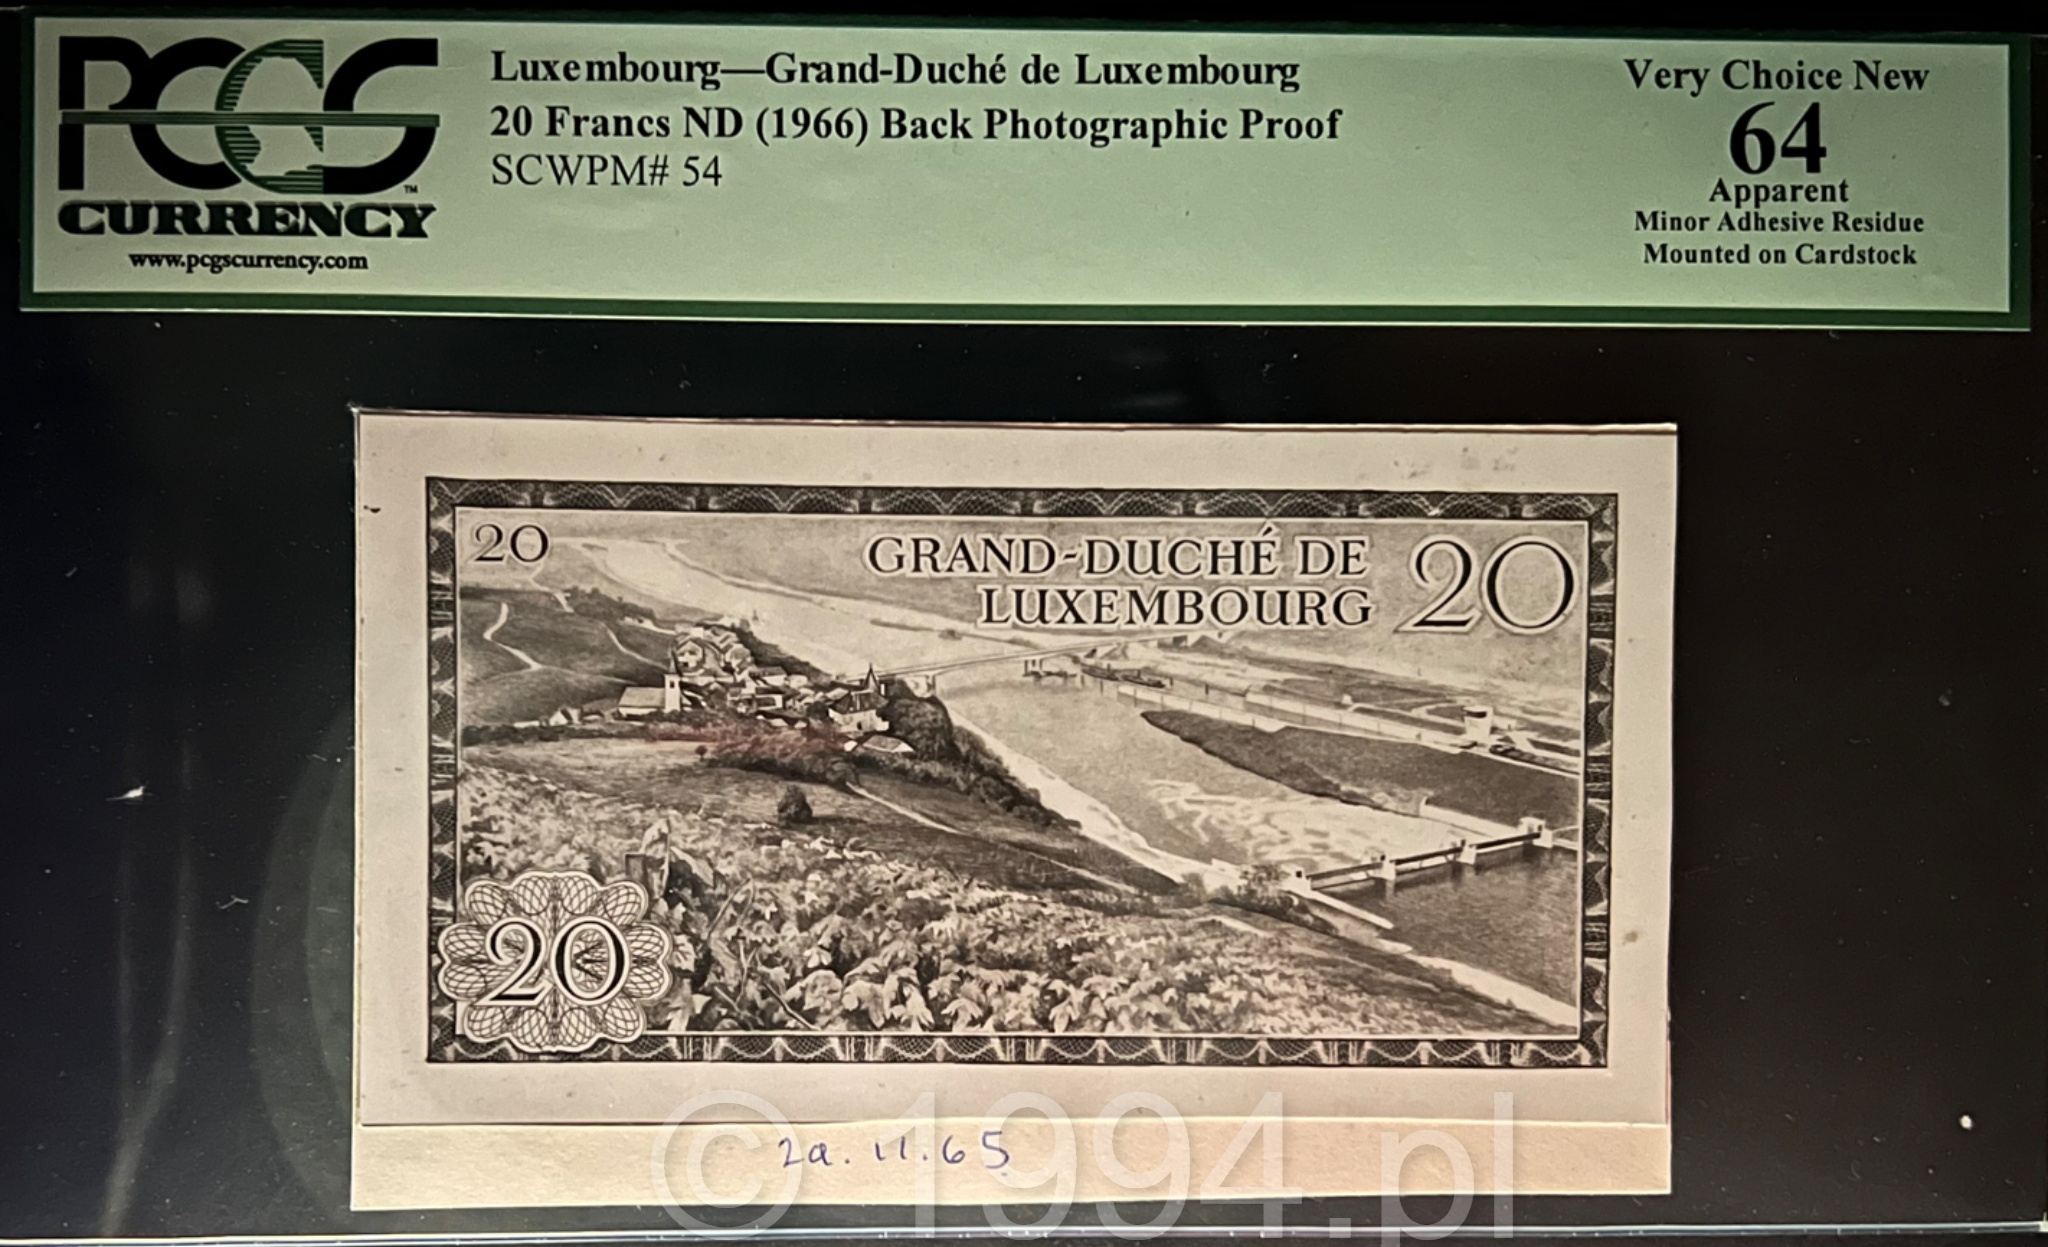 PCGS
CURRENCY
www.pcgscurrency.com
Luxembourg—Grand-Duché de Luxembourg
20 Francs ND (1966) Back Photographic Proof
SCWPM# 54
Very Choice New
64
Apparent
Minor Adhesive Residue
Mounted on Cardstock
20
GRAND-DUCHÉ DE
LUXEMBOURG
20
20
2a. 11.65
© 1994.pl